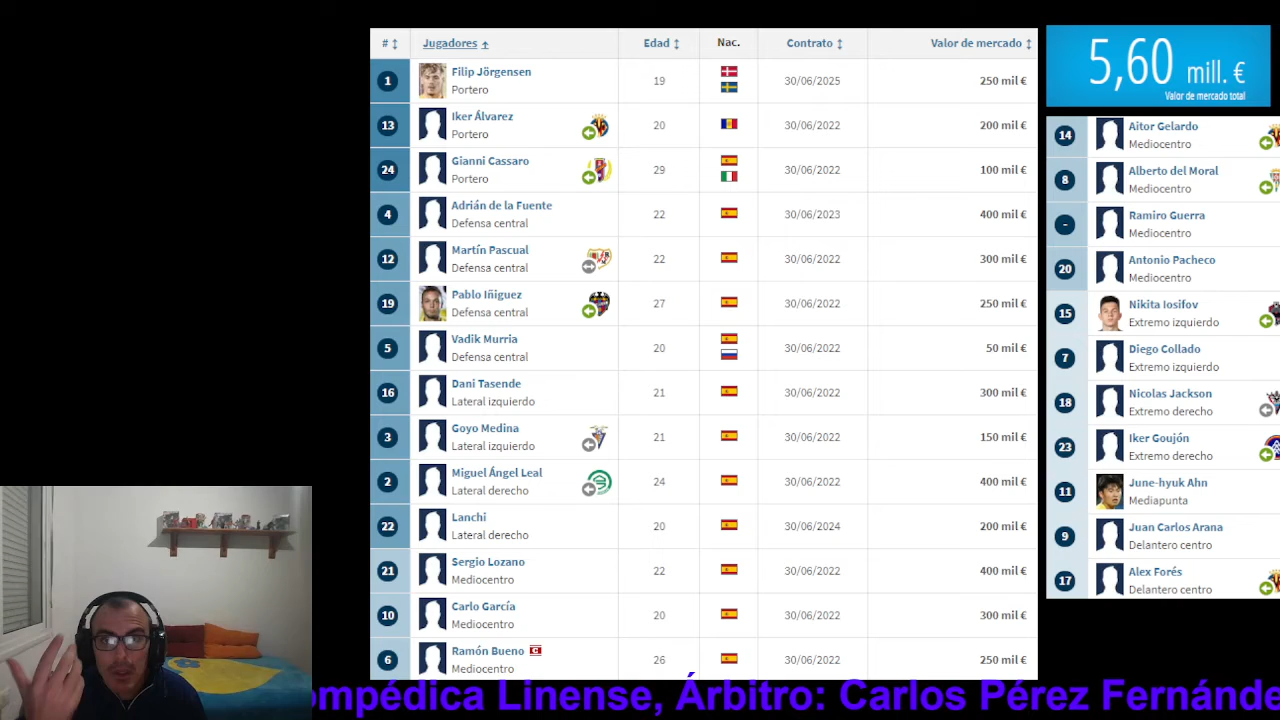 # Jugadores Edad Nac. Contrato Valor de mercado
1 Filip Jörgensen 19 30/06/2025 250 mil €
Portero
13 Iker Álvarez 20 30/06/2022 200 mil €
Portero
24 Gianni Cassaro 29 30/06/2022 100 mil €
Portero
4 Adrián de la Fuente 22 30/06/2023 400 mil €
Defensa central
12 Martín Pascual 22 30/06/2022 300 mil €
Defensa central
19 Pablo Iñiguez 27 30/06/2022 250 mil €
Defensa central
5 Vadik Murria 20 30/06/2022 50 mil €
Defensa central
16 Dani Tasende 21 30/06/2022 300 mil €
Lateral izquierdo
3 Goyo Medina 21 30/06/2022 150 mil €
Lateral izquierdo
2 Miguel Ángel Leal 24 30/06/2022 400 mil €
Lateral derecho
22 Lanchi 20 30/06/2024 200 mil €
Lateral derecho
21 Sergio Lozano 22 30/06/2022 400 mil €
Mediocentro
10 Carlo García 20 30/06/2022 300 mil €
Mediocentro
6 Ramón Bueno 26 30/06/2022 250 mil €
Mediocentro
5,60 mill. €
Valor de mercado total
14 Aitor Gelardo
Mediocentro
8 Alberto del Moral
Mediocentro
- Ramiro Guerra
Mediocentro
20 Antonio Pacheco
Mediocentro
15 Nikita Iosifov
Extremo izquierdo
7 Diego Collado
Extremo izquierdo
18 Nicolas Jackson
Extremo derecho
23 Iker Goujón
Extremo derecho
11 June-hyuk Ahn
Mediapunta
9 Juan Carlos Arana
Delantero centro
17 Alex Forés
Delantero centro
ompédica Linense, Árbitro: Carlos Pérez Fernánde